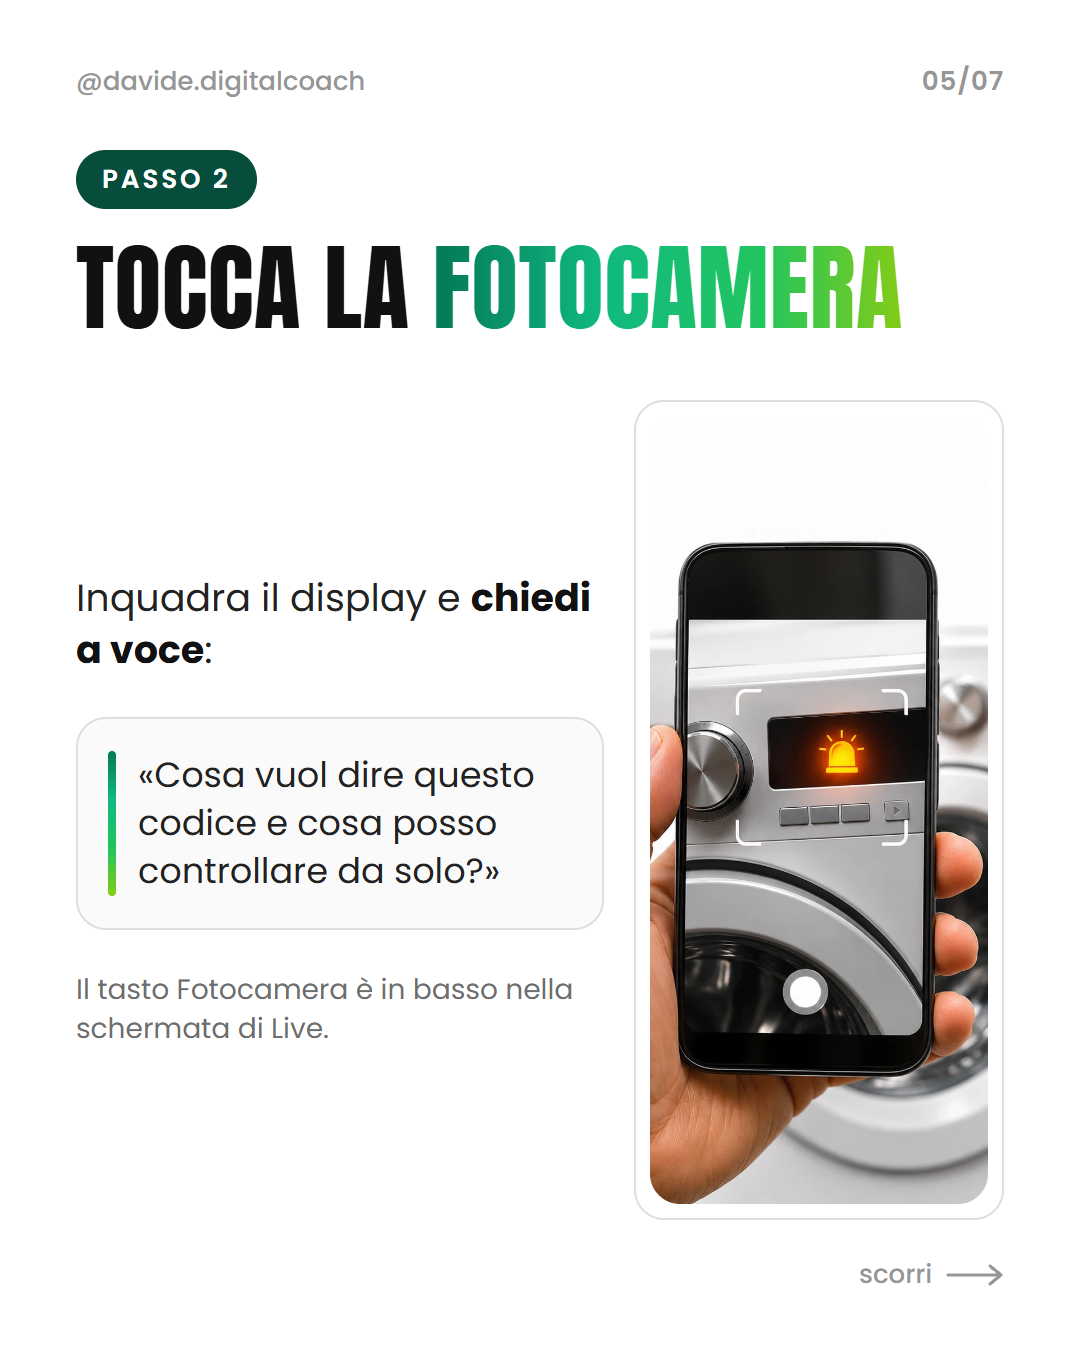 @davide.digitalcoach
05/07
PASSO 2
TOCCA LA FOTOCAMERA
Inquadra il display e chiedi
a voce:
«Cosa vuol dire questo
codice e cosa posso
controllare da solo?»
Il tasto Fotocamera è in basso nella
schermata di Live.
scorri